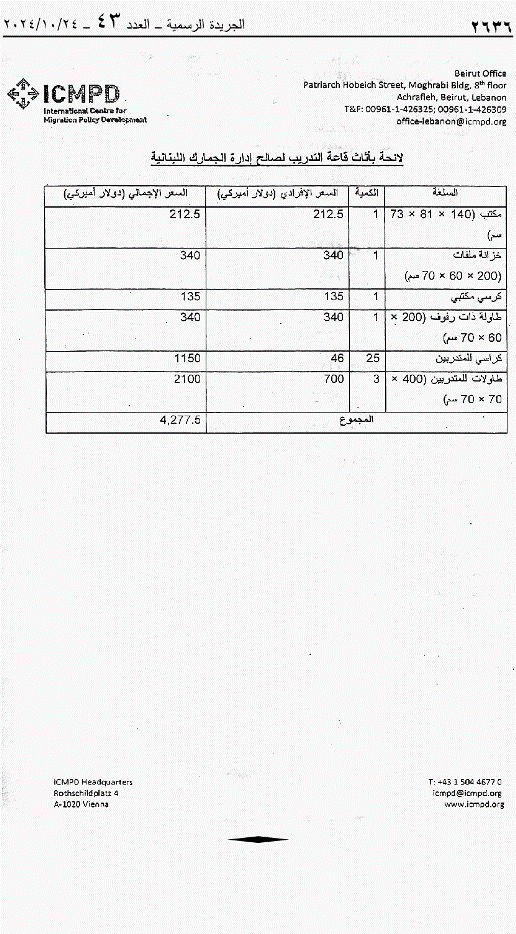 ٢٦٣٦
الجريدة الرسمية – العدد ٤٣ – ٢٠٢٤/١٠/٢٤
Beirut Office
Patriarch Hobeich Street, Moghrabi Bldg, 8th floor
Achrafieh, Beirut, Lebanon
T&F: 00961-1-426325; 00961-1-426309
office-lebanon@icmpd.org
ICMPD
International Centre for
Migration Policy Development
لائحة بأثاث قاعة التدريب لصالح إدارة الجمارك اللبنانية
السلعة الكمية السعر الإفرادي (دولار أميركي) السعر الإجمالي (دولار أميركي)
مكتب (140 × 81 × 73 1 212.5 212.5
سم)
خزانة ملفات 1 340 340
(200 × 60 × 70 سم)
كرسي مكتبي 1 135 135
طاولة ذات رفوف (200 × 1 340 340
60 × 70 سم)
كراسي للمتدربين 25 46 1150
طاولات للمتدربين (400 × 3 700 2100
70 × 70 سم)
المجموع 4,277.5
ICMPD Headquarters
Rothschildplatz 4
A-1020 Vienna
T: +43 1 504 4677 0
icmpd@icmpd.org
www.icmpd.org